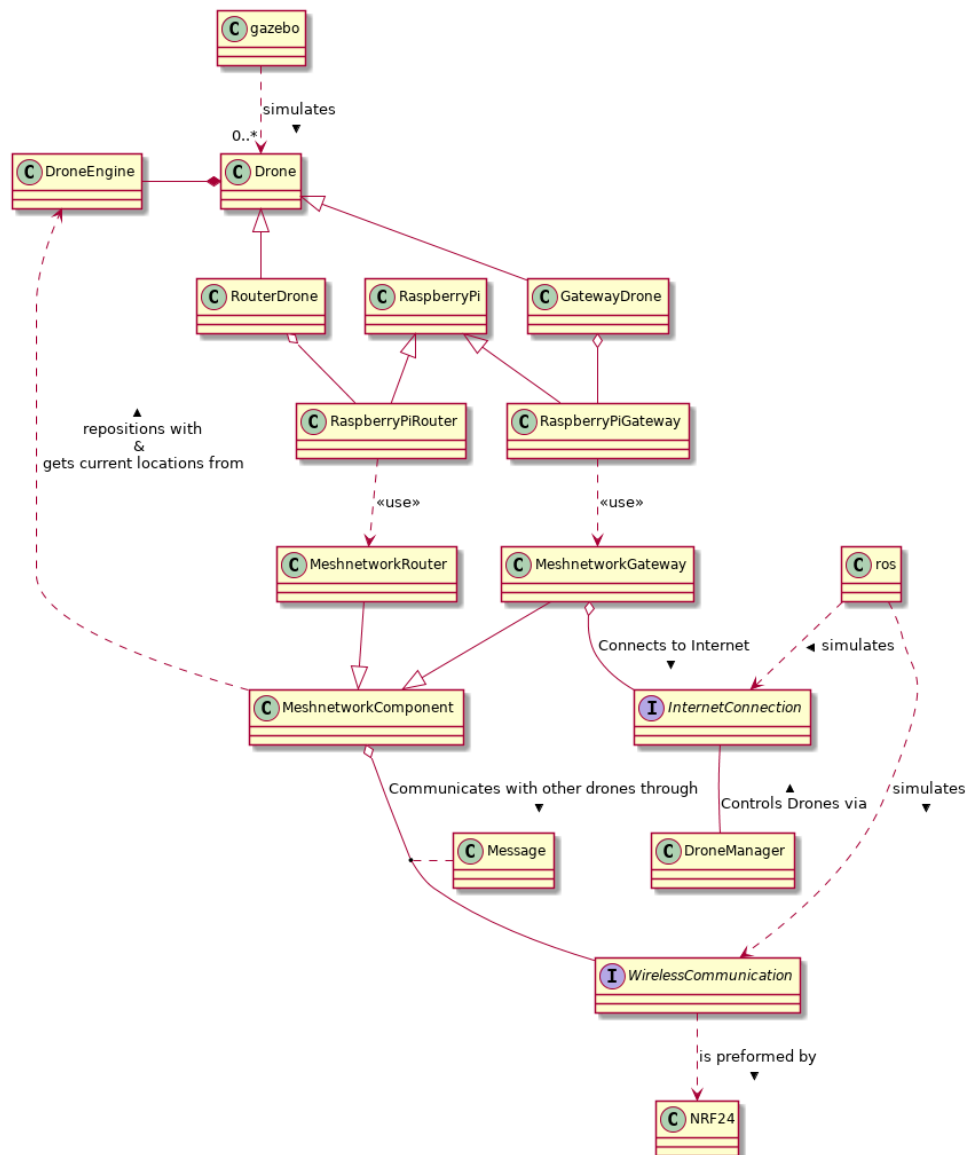 C gazebo
simulates
▼
0..*
C DroneEngine
C Drone
C RouterDrone
C RaspberryPi
C GatewayDrone
▲
repositions with
&
gets current locations from
C RaspberryPiRouter
C RaspberryPiGateway
«use»
«use»
C MeshnetworkRouter
C MeshnetworkGateway
C ros
Connects to Internet
▼
◄ simulates
C MeshnetworkComponent
I InternetConnection
Communicates with other drones through
▼
▲
Controls Drones via
simulates
▼
C Message
C DroneManager
I WirelessCommunication
is preformed by
▼
C NRF24